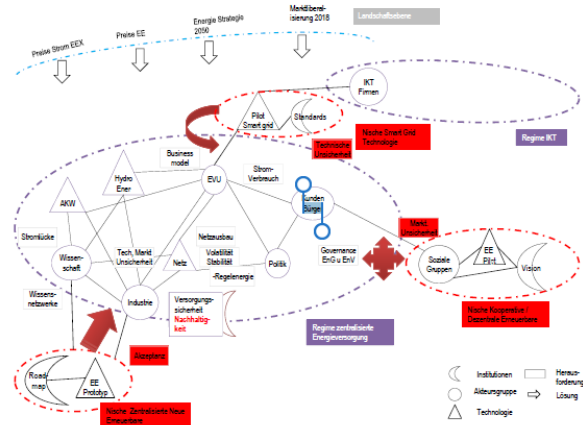 Preise Strom EEX
Preise EE
Energie Strategie
2050
Marktliberal-
isierung 2018
Landschaftsebene
IKT
Firmen
Pilot
Smart grid
Standards
Regime IKT
Technische
Unsicherheit
Nische Smart Grid
Technologie
Business
model
Hydro
Ener
EVU
Strom-
Verbrauch
AKW
Kunden
Bürge
Markt
Unsicherheit
Stromlücke
Netzausbau
Wissen-
schaft
Tech, Markt
Unsicherheit
Netz
Volatilität
Stabilität
-Regelenergie
Politik
Governance
EnG u EnV
Soziale
Gruppen
EE
Vision
Wissens-
netzwerke
Industrie
Versorgungs-
sicherheit
Nachhaltig-
keit
Regime zentralisierte
Energieversorgung
Nische Kooperative /
Dezentrale Erneuerbare
Akzeptanz
Road-
map
EE
Prototyp
Nische Zentralisierte Neue
Erneuerbare
Institutionen
Heraus-
forderung
Akteursgruppe
Lösung
Technologie